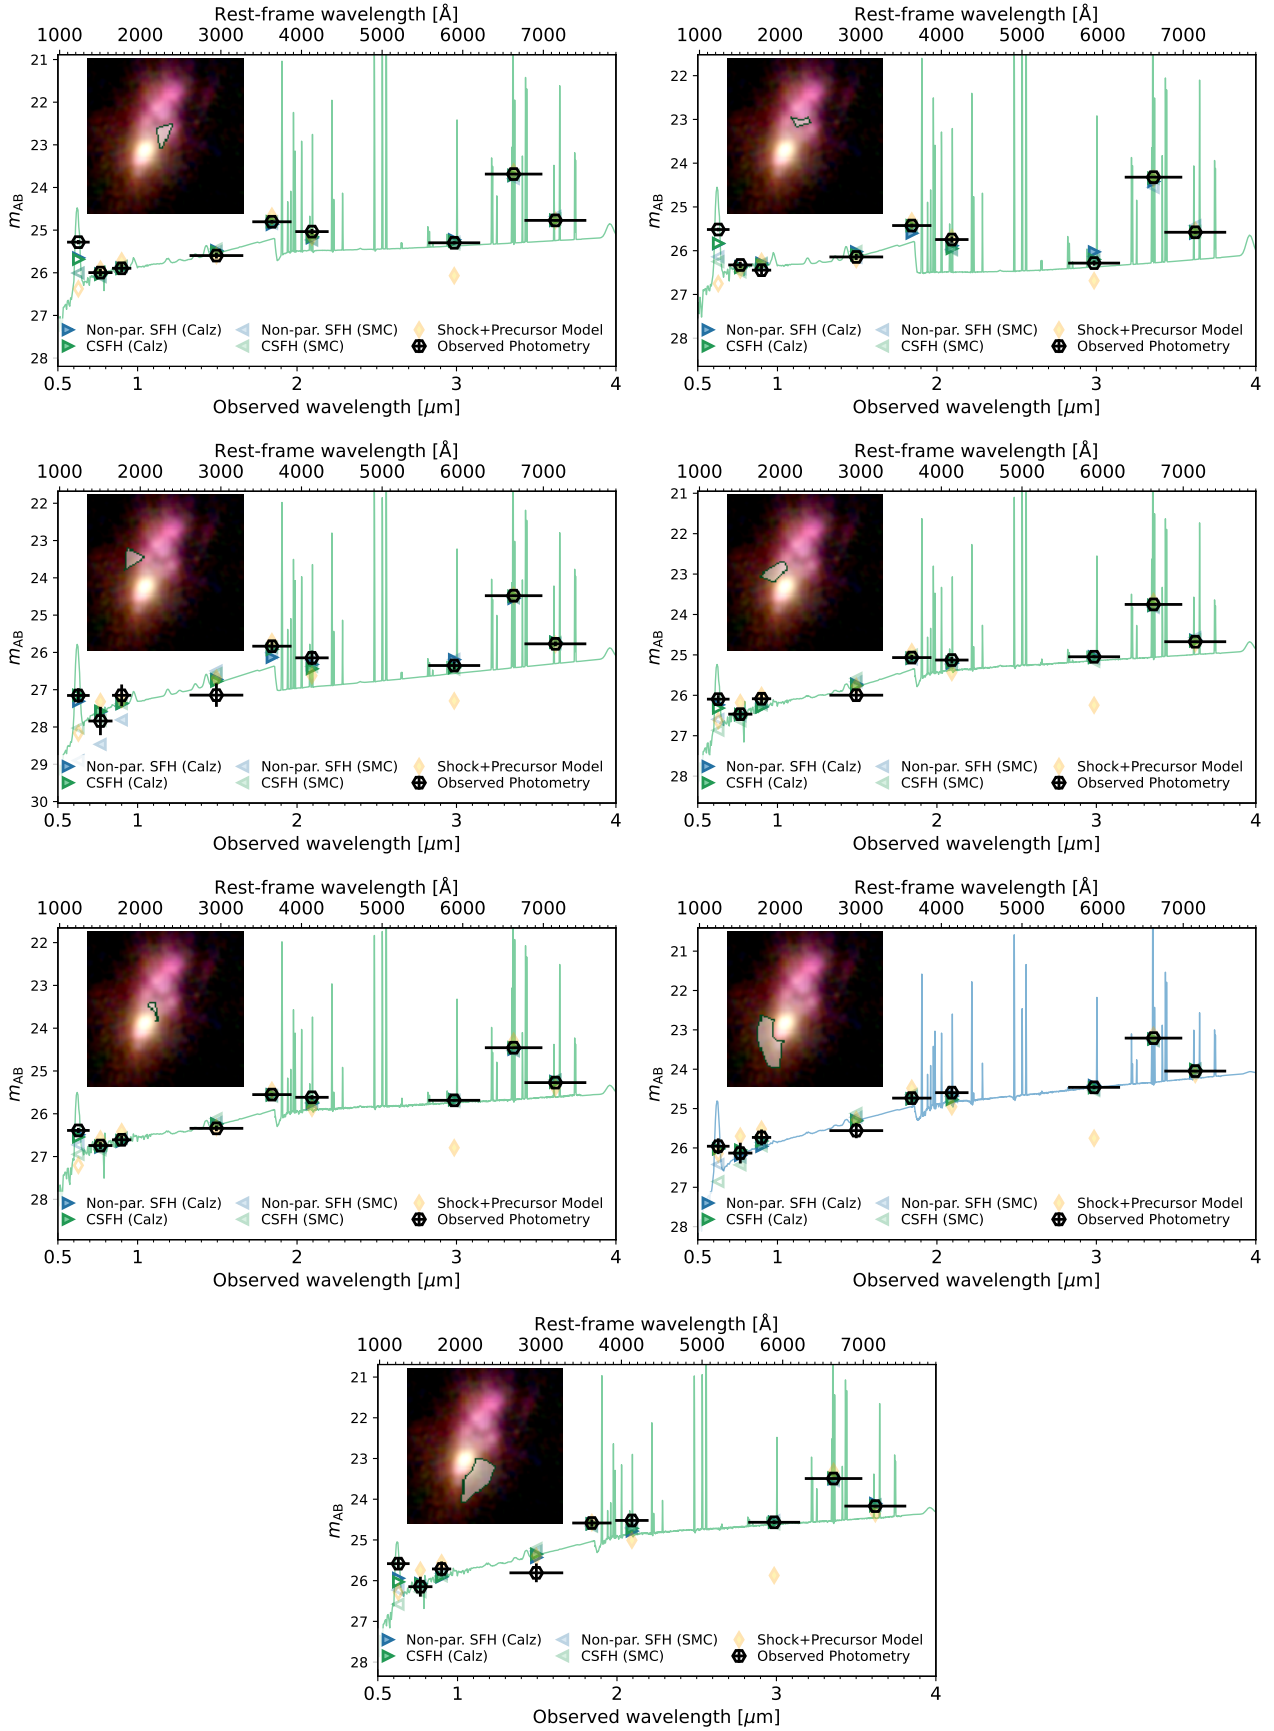 Rest-frame wavelength [Å]
1000 2000 3000 4000 5000 6000 7000
21
22
23
24
25
26
27
28
m_AB
Non-par. SFH (Calz) Non-par. SFH (SMC) Shock+Precursor Model
CSFH (Calz) CSFH (SMC) Observed Photometry
0.5 1 2 3 4
Observed wavelength [μm]
Rest-frame wavelength [Å]
1000 2000 3000 4000 5000 6000 7000
22
23
24
25
26
27
28
m_AB
Non-par. SFH (Calz) Non-par. SFH (SMC) Shock+Precursor Model
CSFH (Calz) CSFH (SMC) Observed Photometry
0.5 1 2 3 4
Observed wavelength [μm]
Rest-frame wavelength [Å]
1000 2000 3000 4000 5000 6000 7000
22
23
24
25
26
27
28
29
30
m_AB
Non-par. SFH (Calz) Non-par. SFH (SMC) Shock+Precursor Model
CSFH (Calz) CSFH (SMC) Observed Photometry
0.5 1 2 3 4
Observed wavelength [μm]
Rest-frame wavelength [Å]
1000 2000 3000 4000 5000 6000 7000
21
22
23
24
25
26
27
28
m_AB
Non-par. SFH (Calz) Non-par. SFH (SMC) Shock+Precursor Model
CSFH (Calz) CSFH (SMC) Observed Photometry
0.5 1 2 3 4
Observed wavelength [μm]
Rest-frame wavelength [Å]
1000 2000 3000 4000 5000 6000 7000
22
23
24
25
26
27
28
m_AB
Non-par. SFH (Calz) Non-par. SFH (SMC) Shock+Precursor Model
CSFH (Calz) CSFH (SMC) Observed Photometry
0.5 1 2 3 4
Observed wavelength [μm]
Rest-frame wavelength [Å]
1000 2000 3000 4000 5000 6000 7000
21
22
23
24
25
26
27
28
m_AB
Non-par. SFH (Calz) Non-par. SFH (SMC) Shock+Precursor Model
CSFH (Calz) CSFH (SMC) Observed Photometry
0.5 1 2 3 4
Observed wavelength [μm]
Rest-frame wavelength [Å]
1000 2000 3000 4000 5000 6000 7000
21
22
23
24
25
26
27
28
m_AB
Non-par. SFH (Calz) Non-par. SFH (SMC) Shock+Precursor Model
CSFH (Calz) CSFH (SMC) Observed Photometry
0.5 1 2 3 4
Observed wavelength [μm]